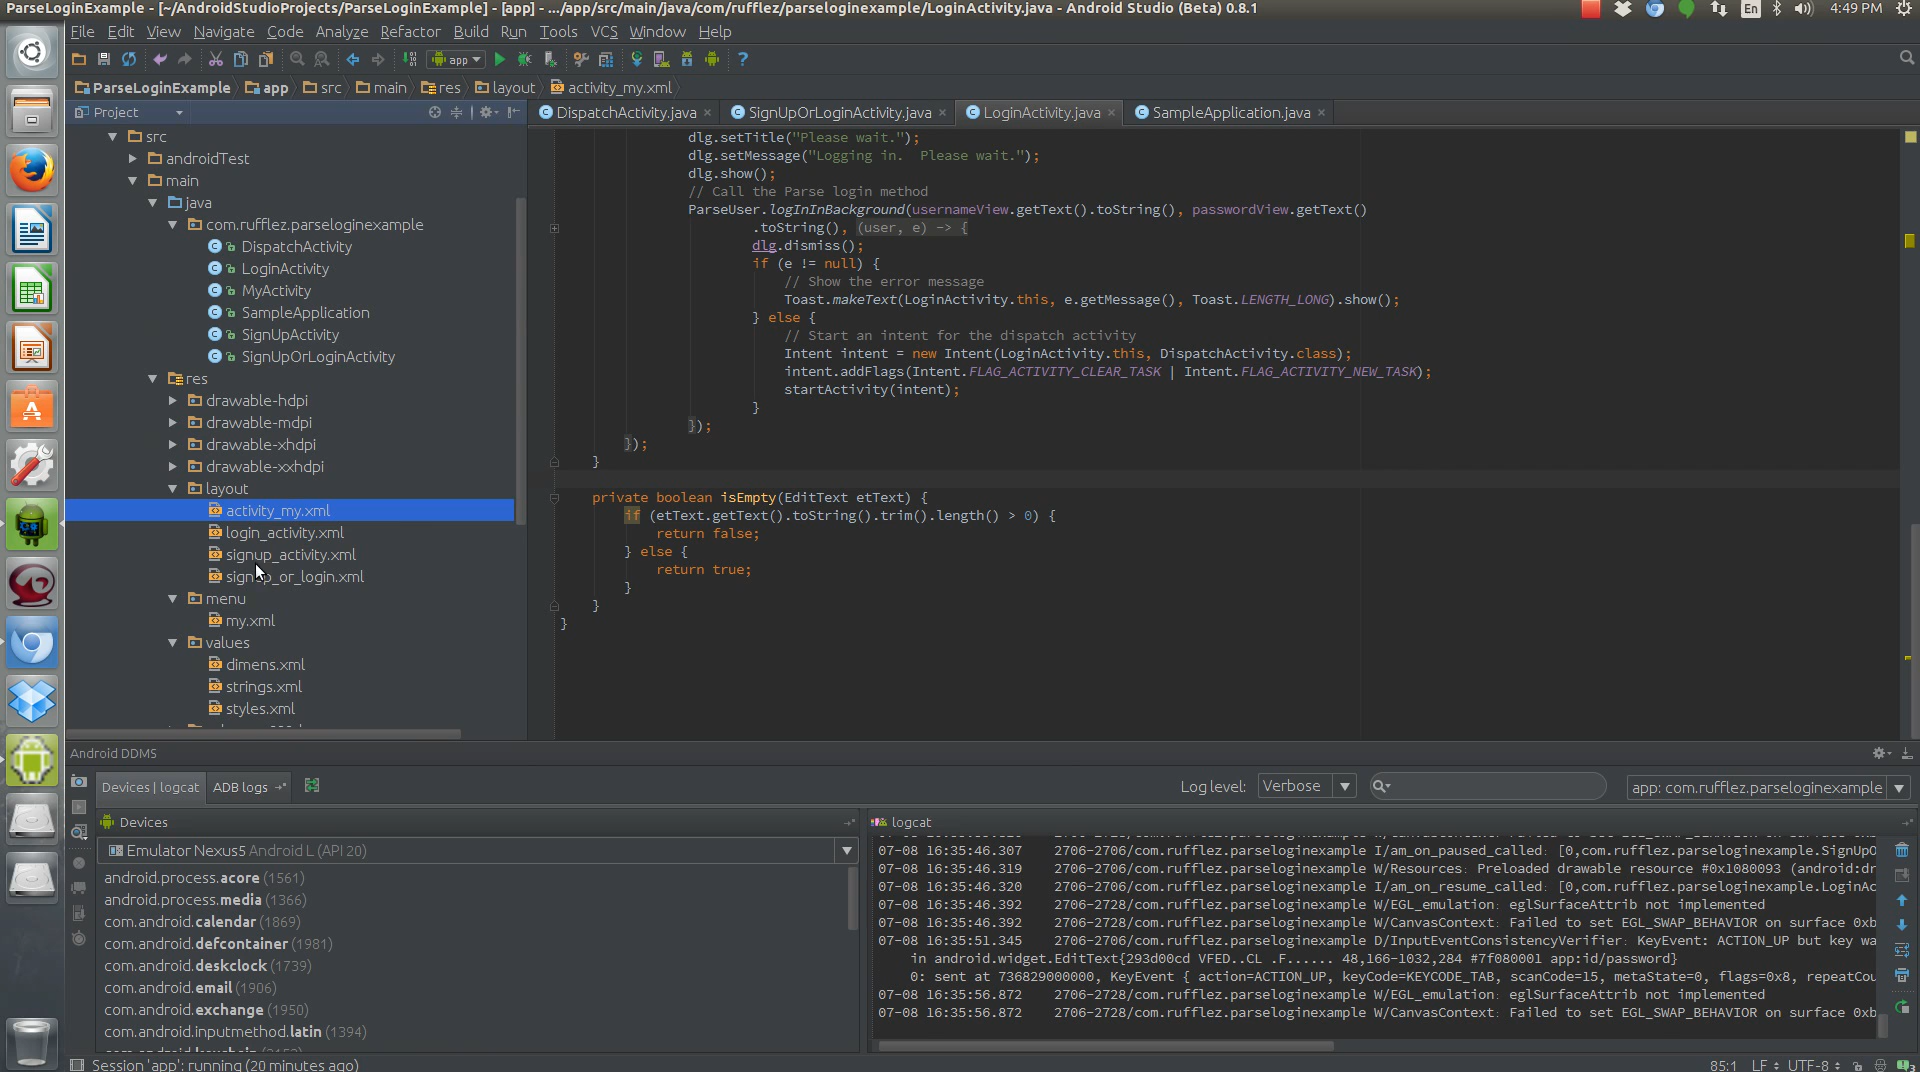 ParseLoginExample - [~/AndroidStudioProjects/ParseLoginExample] - [app] - .../app/src/main/java/com/rufflez/parseloginexample/LoginActivity.java - Android Studio (Beta) 0.8.1
En
4:49 PM
File Edit View Navigate Code Analyze Refactor Build Run Tools VCS Window Help
app
ParseLoginExample app src main res layout activity_my.xml
Project
DispatchActivity.java SignUpOrLoginActivity.java LoginActivity.java SampleApplication.java
src
androidTest
main
java
com.rufflez.parseloginexample
DispatchActivity
LoginActivity
MyActivity
SampleApplication
SignUpActivity
SignUpOrLoginActivity
res
drawable-hdpi
drawable-mdpi
drawable-xhdpi
drawable-xxhdpi
layout
activity_my.xml
login_activity.xml
signup_activity.xml
signup_or_login.xml
menu
my.xml
values
dimens.xml
strings.xml
styles.xml
dlg.setTitle("Please wait.");
dlg.setMessage("Logging in.  Please wait.");
dlg.show();
// Call the Parse login method
ParseUser.logInInBackground(usernameView.getText().toString(), passwordView.getText()
.toString(), (user, e) -> {
dlg.dismiss();
if (e != null) {
// Show the error message
Toast.makeText(LoginActivity.this, e.getMessage(), Toast.LENGTH_LONG).show();
} else {
// Start an intent for the dispatch activity
Intent intent = new Intent(LoginActivity.this, DispatchActivity.class);
intent.addFlags(Intent.FLAG_ACTIVITY_CLEAR_TASK | Intent.FLAG_ACTIVITY_NEW_TASK);
startActivity(intent);
}
});
});
}
private boolean isEmpty(EditText etText) {
if (etText.getText().toString().trim().length() > 0) {
return false;
} else {
return true;
}
}
}
Android DDMS
Devices | logcat ADB logs
Log level: Verbose
app: com.rufflez.parseloginexample
Devices
Emulator Nexus5 Android L (API 20)
android.process.acore (1561)
android.process.media (1366)
com.android.calendar (1869)
com.android.defcontainer (1981)
com.android.deskclock (1739)
com.android.email (1906)
com.android.exchange (1950)
com.android.inputmethod.latin (1394)
logcat
07-08 16:35:46.307 2706-2706/com.rufflez.parseloginexample I/am_on_paused_called: [0,com.rufflez.parseloginexample.SignUpO
07-08 16:35:46.319 2706-2706/com.rufflez.parseloginexample W/Resources: Preloaded drawable resource #0x1080093 (android:dr
07-08 16:35:46.320 2706-2706/com.rufflez.parseloginexample I/am_on_resume_called: [0,com.rufflez.parseloginexample.LoginAc
07-08 16:35:46.392 2706-2728/com.rufflez.parseloginexample W/EGL_emulation: eglSurfaceAttrib not implemented
07-08 16:35:46.392 2706-2728/com.rufflez.parseloginexample W/CanvasContext: Failed to set EGL_SWAP_BEHAVIOR on surface 0xb
07-08 16:35:51.345 2706-2706/com.rufflez.parseloginexample D/InputEventConsistencyVerifier: KeyEvent: ACTION_UP but key wa
in android.widget.EditText{293d00cd VFED..CL .F...... 48,166-1032,284 #7f080001 app:id/password}
0: sent at 736829000000, KeyEvent { action=ACTION_UP, keyCode=KEYCODE_TAB, scanCode=15, metaState=0, flags=0x8, repeatCou
07-08 16:35:56.872 2706-2728/com.rufflez.parseloginexample W/EGL_emulation: eglSurfaceAttrib not implemented
07-08 16:35:56.872 2706-2728/com.rufflez.parseloginexample W/CanvasContext: Failed to set EGL_SWAP_BEHAVIOR on surface 0xb
Session 'app': running (20 minutes ago)
85:1 LF UTF-8